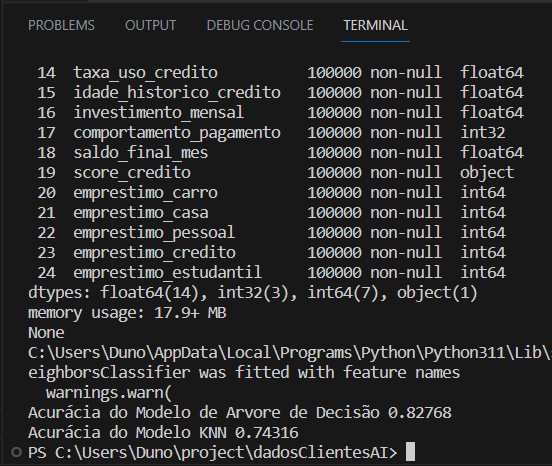 PROBLEMS OUTPUT DEBUG CONSOLE TERMINAL
14 taxa_uso_credito 100000 non-null float64
15 idade_historico_credito 100000 non-null float64
16 investimento_mensal 100000 non-null float64
17 comportamento_pagamento 100000 non-null int32
18 saldo_final_mes 100000 non-null float64
19 score_credito 100000 non-null object
20 emprestimo_carro 100000 non-null int64
21 emprestimo_casa 100000 non-null int64
22 emprestimo_pessoal 100000 non-null int64
23 emprestimo_credito 100000 non-null int64
24 emprestimo_estudantil 100000 non-null int64
dtypes: float64(14), int32(3), int64(7), object(1)
memory usage: 17.9+ MB
None
C:\Users\Duno\AppData\Local\Programs\Python\Python311\Lib\
eighborsClassifier was fitted with feature names
warnings.warn(
Acurácia do Modelo de Arvore de Decisão 0.82768
Acurácia do Modelo KNN 0.74316
PS C:\Users\Duno\project\dadosClientesAI>